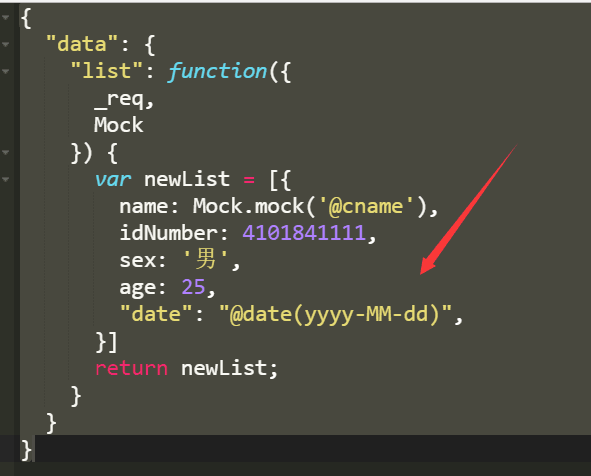 {
"data": {
"list": function({
_req,
Mock
}) {
var newList = [{
name: Mock.mock('@cname'),
idNumber: 4101841111,
sex: '男',
age: 25,
"date": "@date(yyyy-MM-dd)",
}]
return newList;
}
}
}